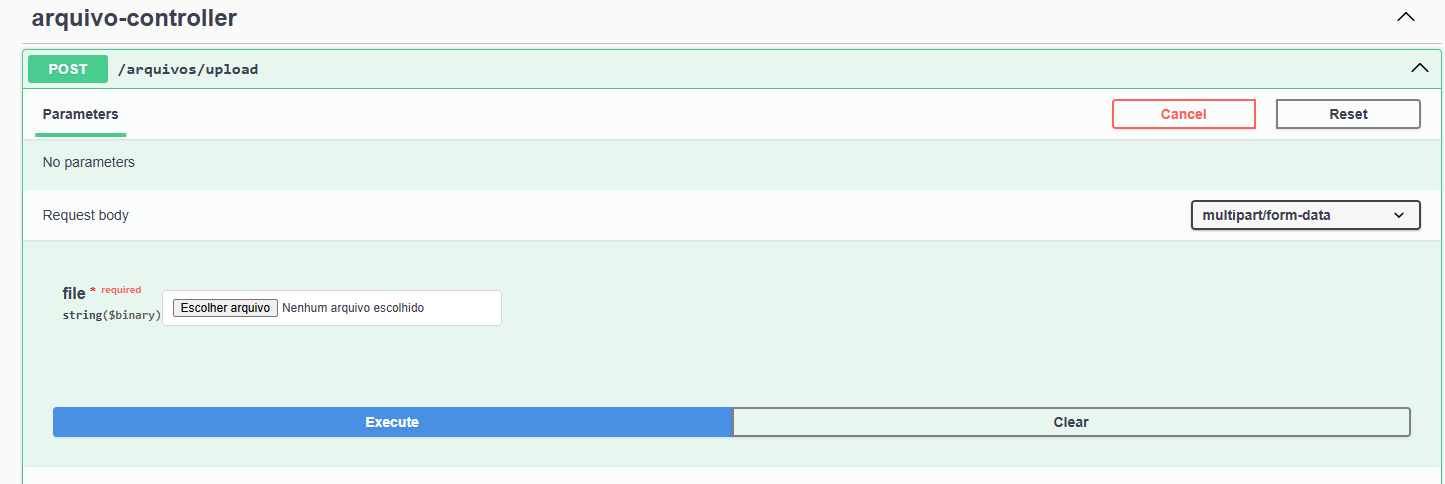 arquivo-controller
POST /arquivos/upload
Parameters Cancel Reset
No parameters
Request body multipart/form-data
file * required
string($binary) Escolher arquivo Nenhum arquivo escolhido
Execute Clear